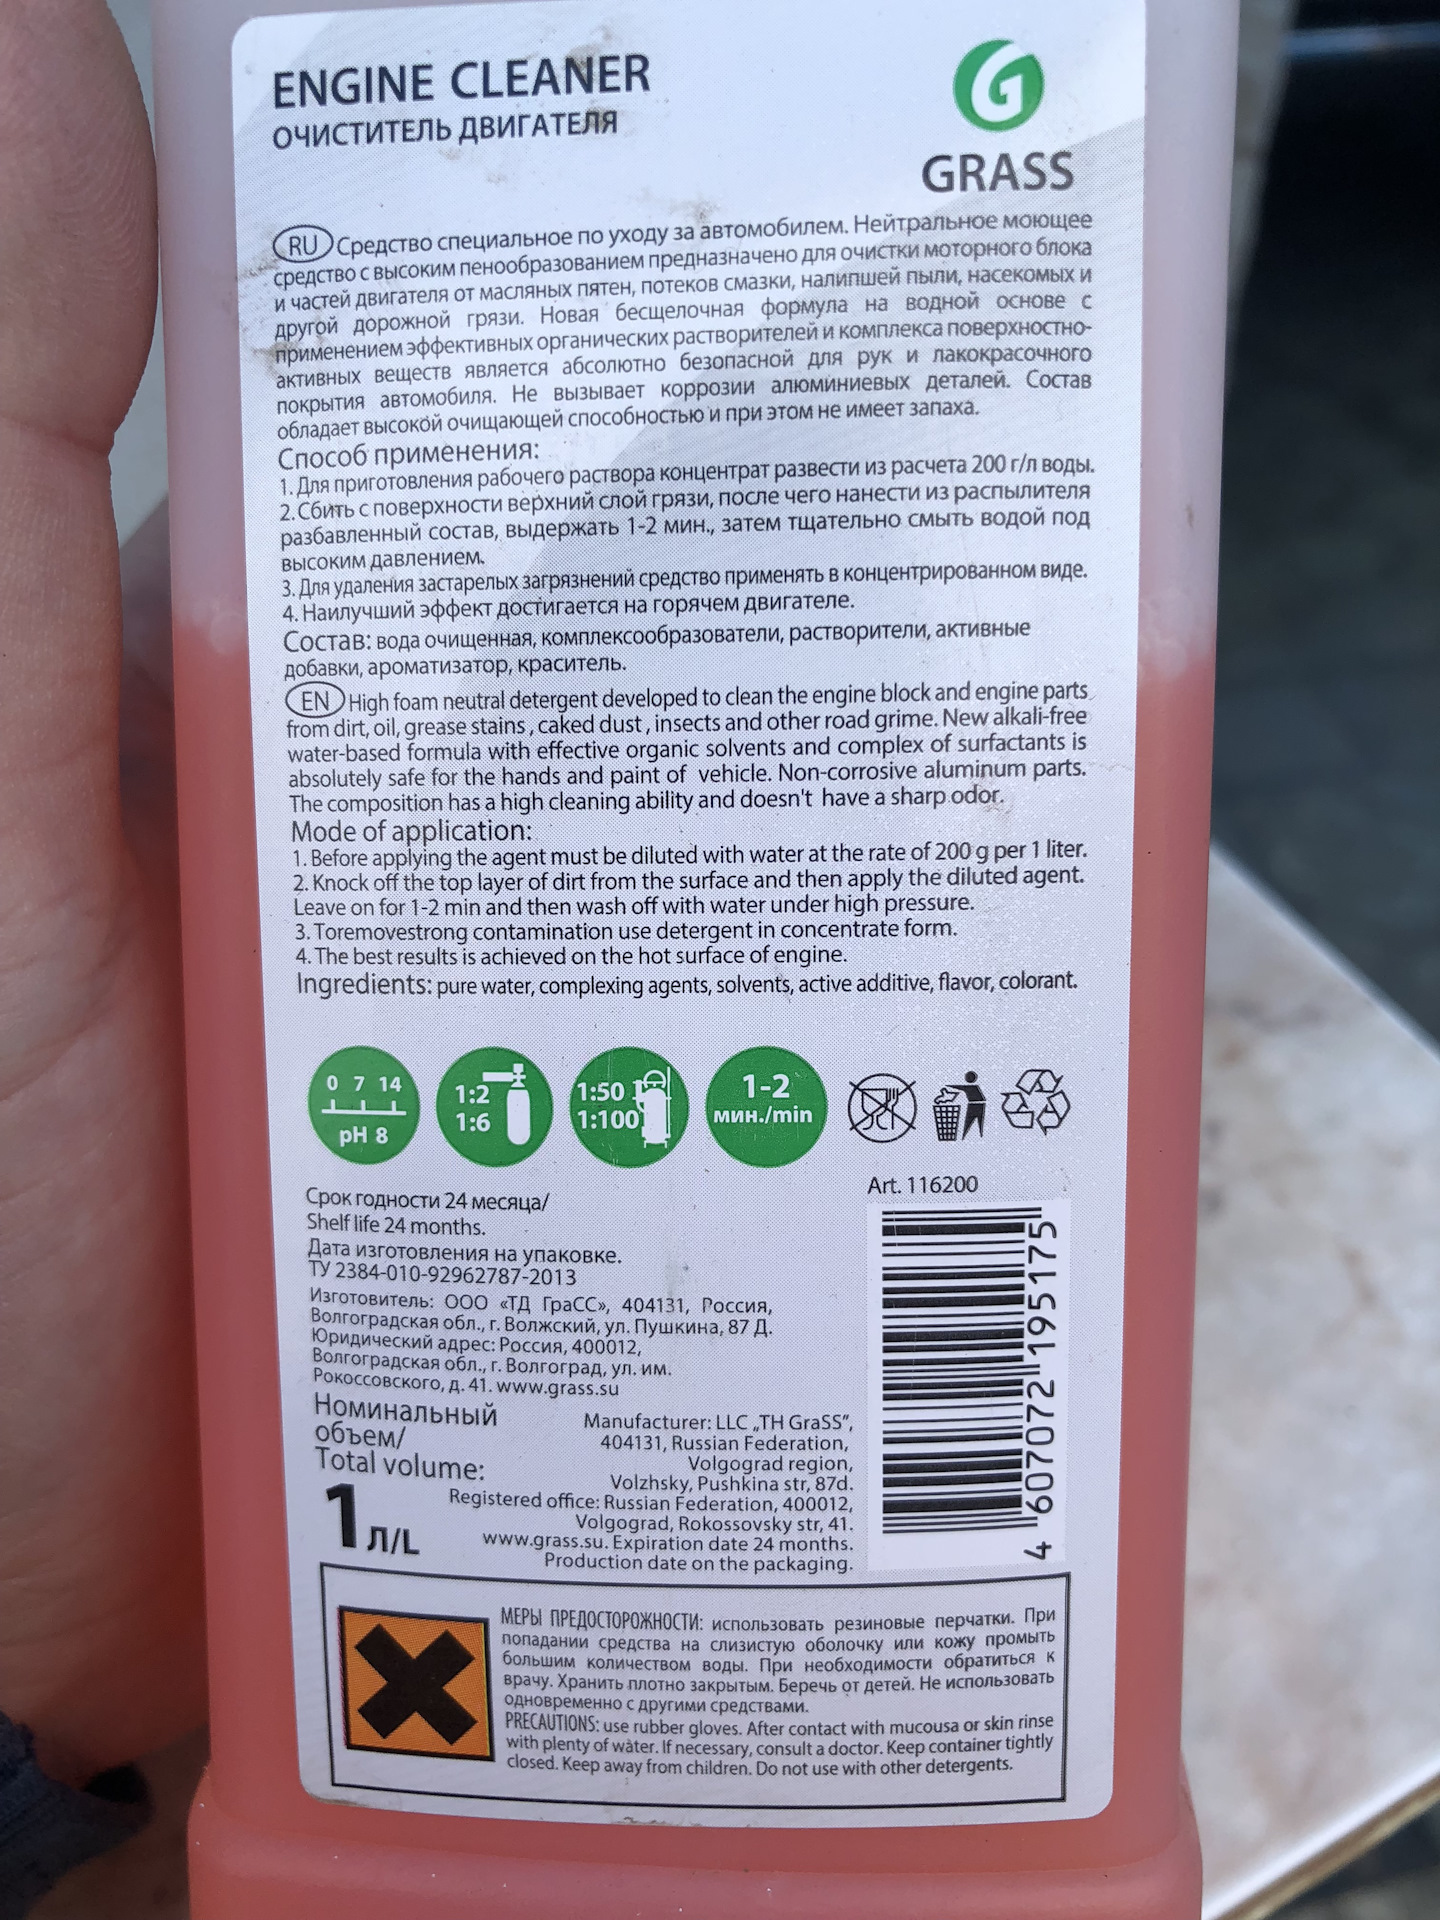 ENGINE CLEANER
ОЧИСТИТЕЛЬ ДВИГАТЕЛЯ
G
GRASS
RU Средство специальное по уходу за автомобилем. Нейтральное моющее
средство с высоким пенообразованием предназначено для очистки моторного блока
и частей двигателя от масляных пятен, потеков смазки, налипшей пыли, насекомых и
другой дорожной грязи. Новая бесщелочная формула на водной основе с
применением эффективных органических растворителей и комплекса поверхностно-
активных веществ является абсолютно безопасной для рук и лакокрасочного
покрытия автомобиля. Не вызывает коррозии алюминиевых деталей. Состав
обладает высокой очищающей способностью и при этом не имеет запаха.
Способ применения:
1. Для приготовления рабочего раствора концентрат развести из расчета 200 г/л воды.
2. Сбить с поверхности верхний слой грязи, после чего нанести из распылителя
разбавленный состав, выдержать 1-2 мин., затем тщательно смыть водой под
высоким давлением.
3. Для удаления застарелых загрязнений средство применять в концентрированном виде.
4. Наилучший эффект достигается на горячем двигателе.
Состав: вода очищенная, комплексообразователи, растворители, активные
добавки, ароматизатор, краситель.
EN High foam neutral detergent developed to clean the engine block and engine parts
from dirt, oil, grease stains , caked dust , insects and other road grime. New alkali-free
water-based formula with effective organic solvents and complex of surfactants is
absolutely safe for the hands and paint of vehicle. Non-corrosive aluminum parts.
The composition has a high cleaning ability and doesn't have a sharp odor.
Mode of application:
1. Before applying the agent must be diluted with water at the rate of 200 g per 1 liter.
2. Knock off the top layer of dirt from the surface and then apply the diluted agent.
Leave on for 1-2 min and then wash off with water under high pressure.
3. Toremovestrong contamination use detergent in concentrate form.
4. The best results is achieved on the hot surface of engine.
Ingredients: pure water, complexing agents, solvents, active additive, flavor, colorant.
0 7 14
pH 8
1:2
1:6
1:50
1:100
1-2
мин./min
Срок годности 24 месяца/
Shelf life 24 months.
Дата изготовления на упаковке.
ТУ 2384-010-92962787-2013
Изготовитель: ООО «ТД ГраСС», 404131, Россия,
Волгоградская обл., г. Волжский, ул. Пушкина, 87 Д.
Юридический адрес: Россия, 400012,
Волгоградская обл., г. Волгоград, ул. им.
Рокоссовского, д. 41. www.grass.su
Номинальный
объем/
Total volume:
1 Л/L
Manufacturer: LLC „TH GraSS”,
404131, Russian Federation,
Volgograd region,
Volzhsky, Pushkina str, 87d.
Registered office: Russian Federation, 400012,
Volgograd, Rokossovsky str, 41.
www.grass.su. Expiration date 24 months.
Production date on the packaging.
Art. 116200
4 607072 195175
МЕРЫ ПРЕДОСТОРОЖНОСТИ: использовать резиновые перчатки. При
попадании средства на слизистую оболочку или кожу промыть
большим количеством воды. При необходимости обратиться к
врачу. Хранить плотно закрытым. Беречь от детей. Не использовать
одновременно с другими средствами.
PRECAUTIONS: use rubber gloves. After contact with mucousa or skin rinse
with plenty of water. If necessary, consult a doctor. Keep container tightly
closed. Keep away from children. Do not use with other detergents.